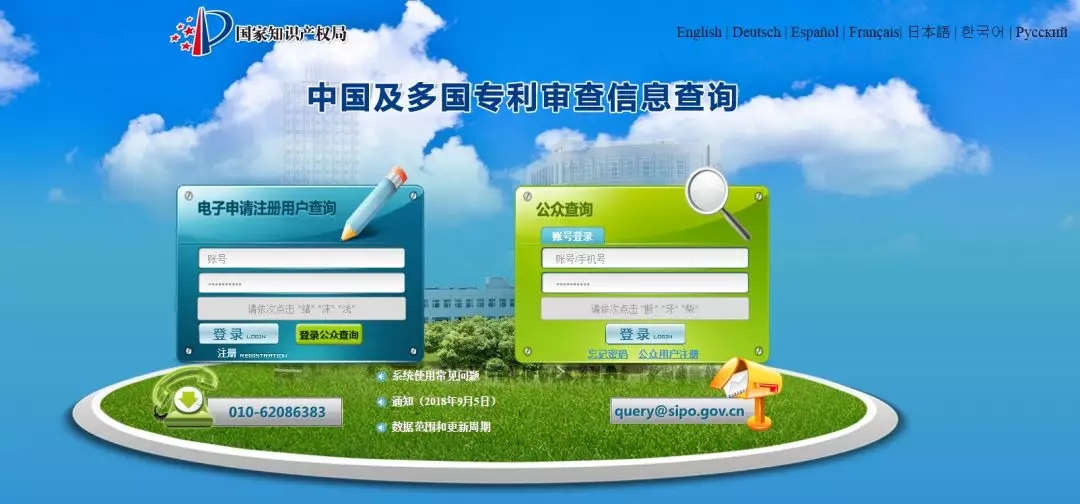 国家知识产权局
English | Deutsch | Español | Français| 日本語 | 한국어 | Русский
中国及多国专利审查信息查询
电子申请注册用户查询
账号
请依次点击 "绪" "沫" "浅"
登录 LOGIN
登录公众查询
注册 REGISTRATION
公众查询
账号登录
账号/手机号
请依次点击 "断" "牙" "柴"
登录 LOGIN
忘记密码 公众用户注册
010-62086383
系统使用常见问题
通知（2018年9月5日）
数据范围和更新周期
query@sipo.gov.cn